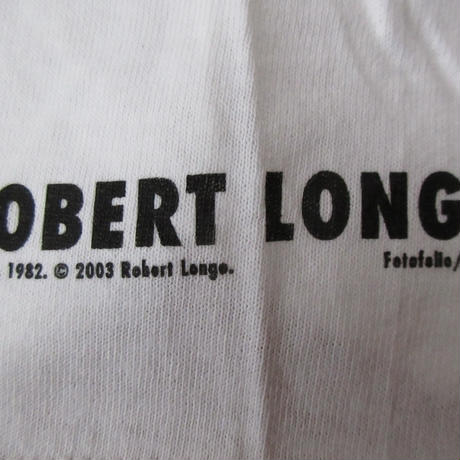 OBERT LONG
1982. © 2003 Robert Longo.
Fotofolio/